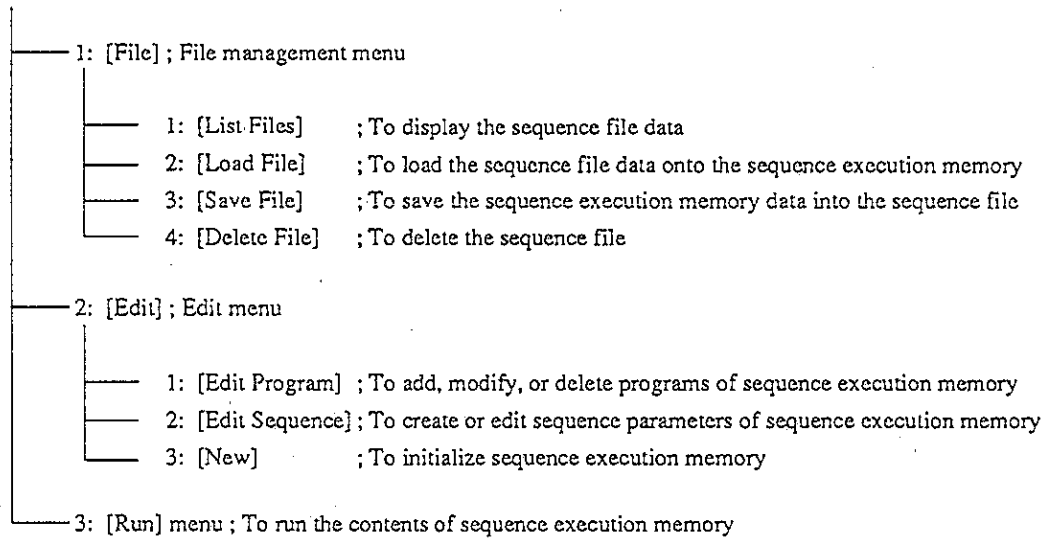 1: [File] ; File management menu
1: [List Files] ; To display the sequence file data
2: [Load File] ; To load the sequence file data onto the sequence execution memory
3: [Save File] ; To save the sequence execution memory data into the sequence file
4: [Delete File] ; To delete the sequence file
2: [Edit] ; Edit menu
1: [Edit Program] ; To add, modify, or delete programs of sequence execution memory
2: [Edit Sequence] ; To create or edit sequence parameters of sequence execution memory
3: [New] ; To initialize sequence execution memory
3: [Run] menu ; To run the contents of sequence execution memory